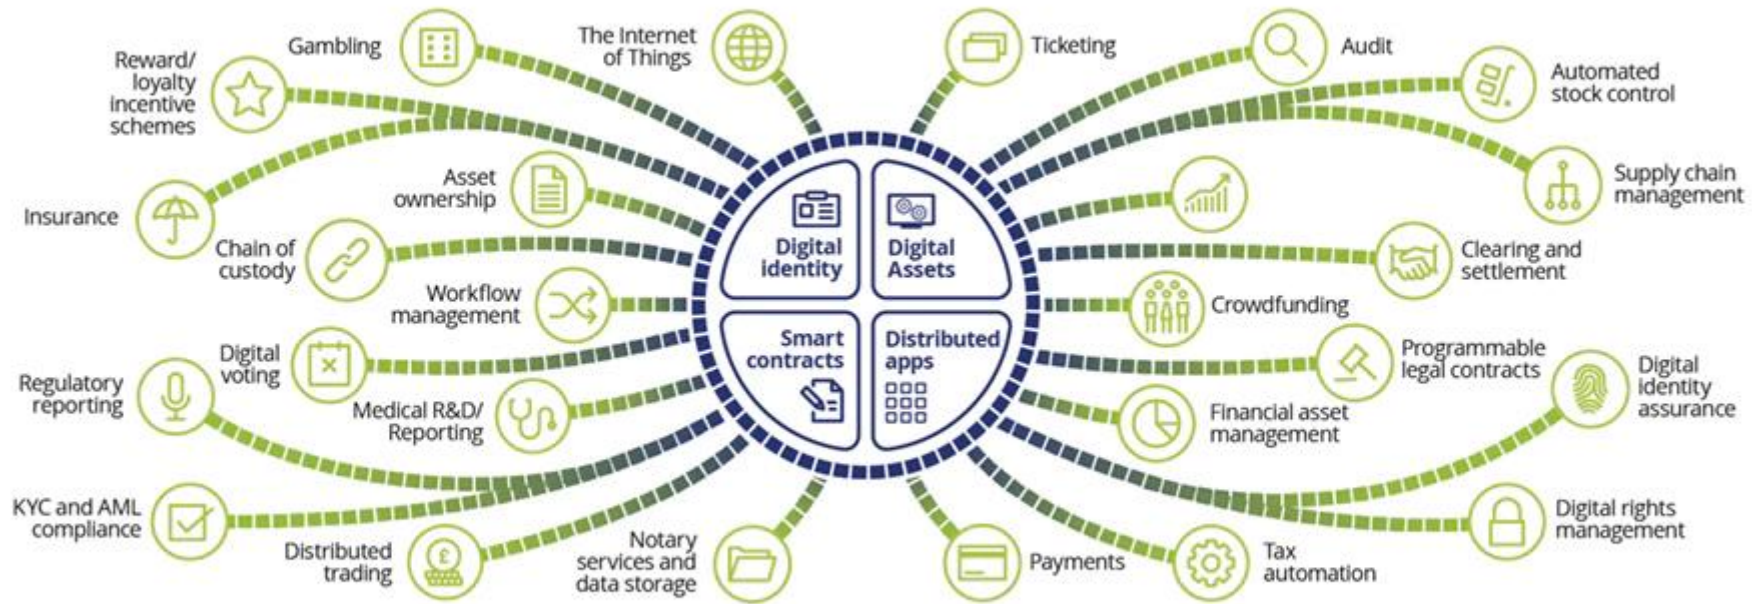 Gambling
The Internet
of Things
Ticketing
Audit
Reward/
loyalty
incentive
schemes
Automated
stock control
Asset
ownership
Supply chain
management
Insurance
Chain of
custody
Digital
identity
Digital
Assets
Clearing and
settlement
Workflow
management
Crowdfunding
Digital
voting
Smart
contracts
Distributed
apps
Programmable
legal contracts
Regulatory
reporting
Digital
identity
assurance
Medical R&D/
Reporting
Financial asset
management
KYC and AML
compliance
Digital rights
management
Distributed
trading
£
Notary
services and
data storage
Payments
Tax
automation